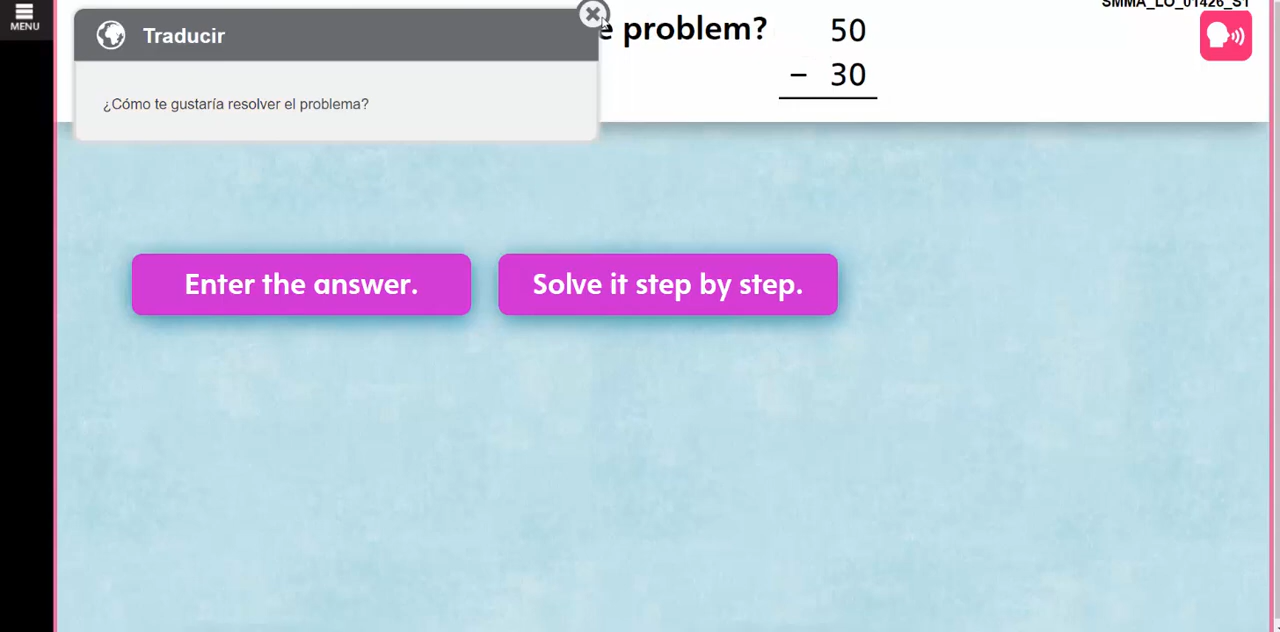 MENU
Traducir
¿Cómo te gustaría resolver el problema?
problem?
50
− 30
SMMA_LO_01426_S1
Enter the answer.
Solve it step by step.